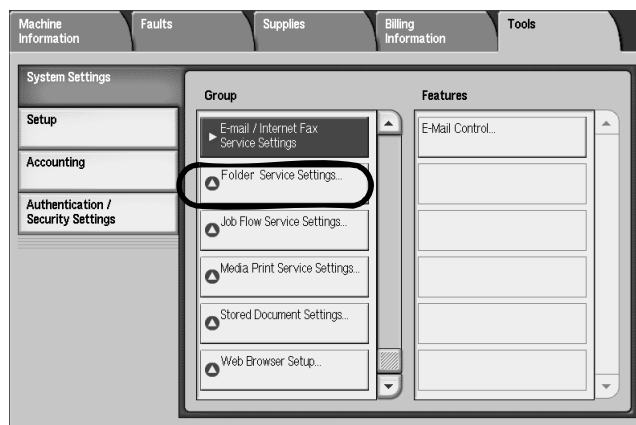 Machine
Information
Faults
Supplies
Billing
Information
Tools
System Settings
Setup
Accounting
Authentication /
Security Settings
Group
E-mail / Internet Fax
Service Settings
Folder Service Settings...
Job Flow Service Settings...
Media Print Service Settings...
Stored Document Settings...
Web Browser Setup...
Features
E-Mail Control...